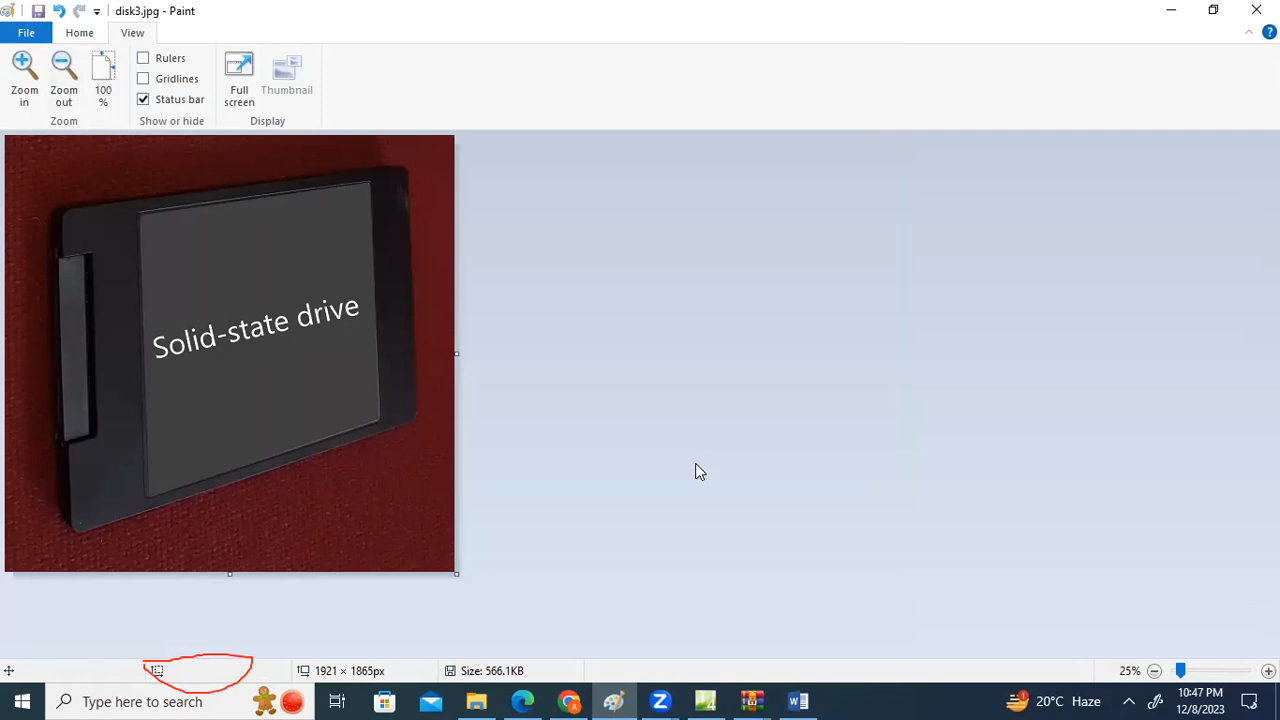 disk3.jpg - Paint
File Home View
Zoom in
Zoom out
100 %
Rulers
Gridlines
Status bar
Full screen
Thumbnail
Zoom
Show or hide
Display
Solid-state drive
1921 × 1865px
Size: 566.1KB
25%
Type here to search
20°C Haze
10:47 PM
12/8/2023